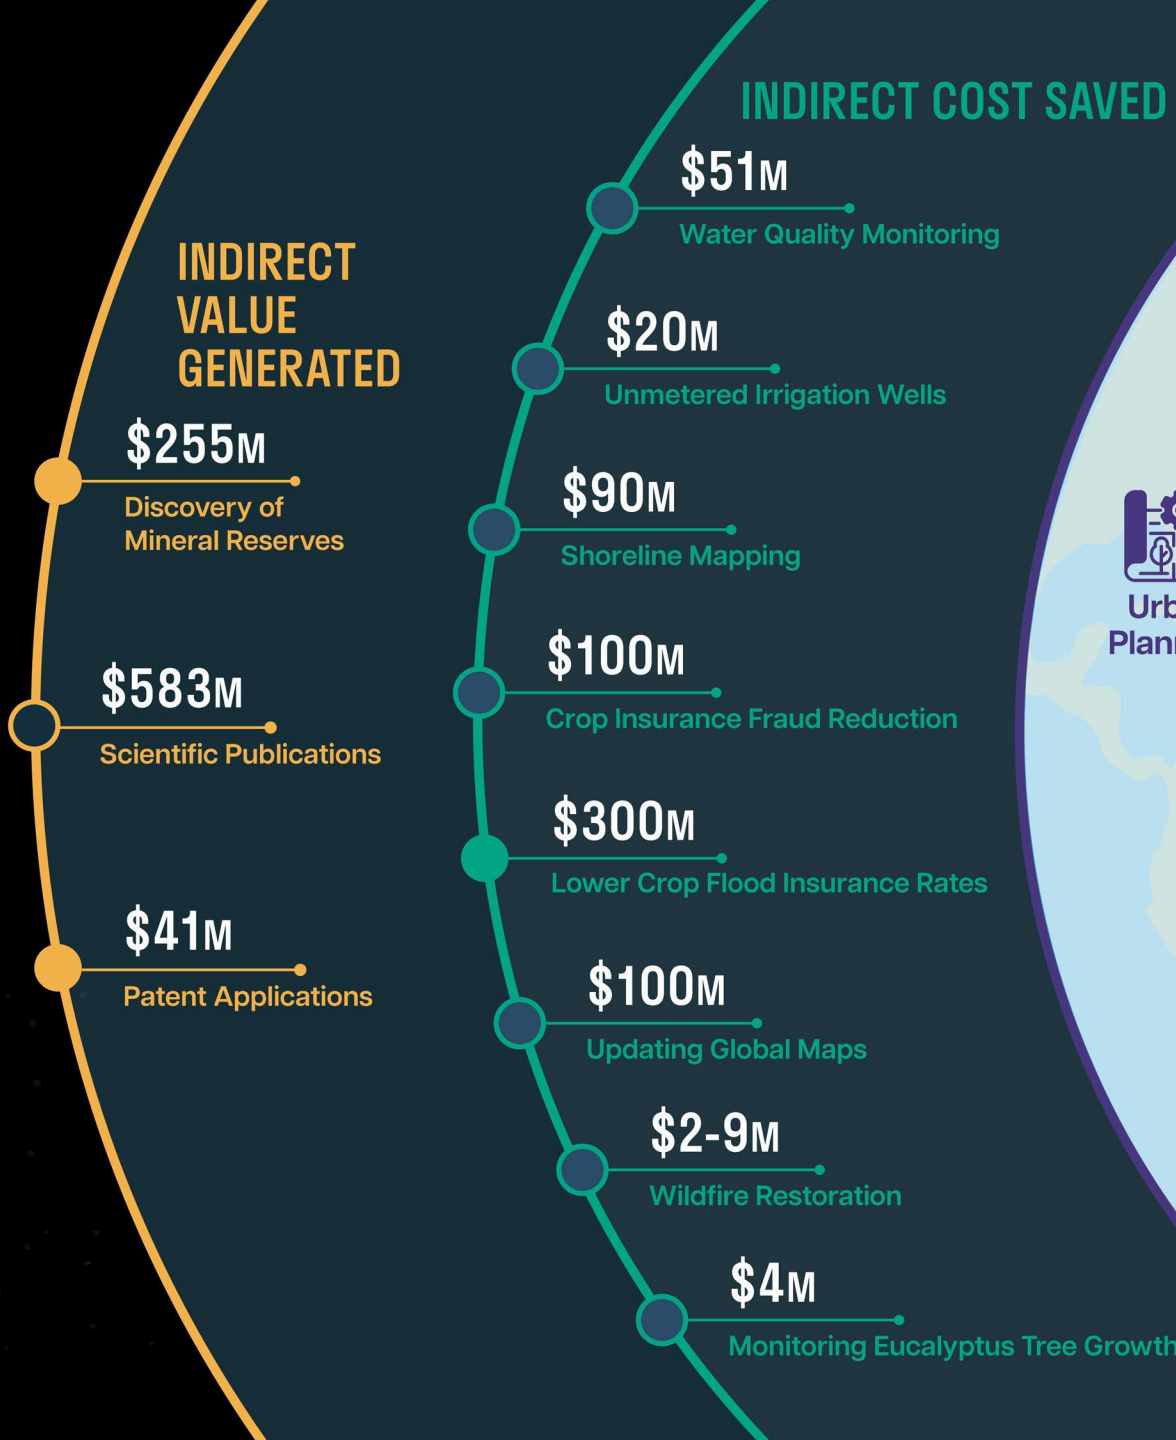 INDIRECT
VALUE
GENERATED
$255M
Discovery of
Mineral Reserves
$583M
Scientific Publications
$41M
Patent Applications
INDIRECT COST SAVED
$51M
Water Quality Monitoring
$20M
Unmetered Irrigation Wells
$90M
Shoreline Mapping
$100M
Crop Insurance Fraud Reduction
$300M
Lower Crop Flood Insurance Rates
$100M
Updating Global Maps
$2-9M
Wildfire Restoration
$4M
Monitoring Eucalyptus Tree Growth
Urb
Plan